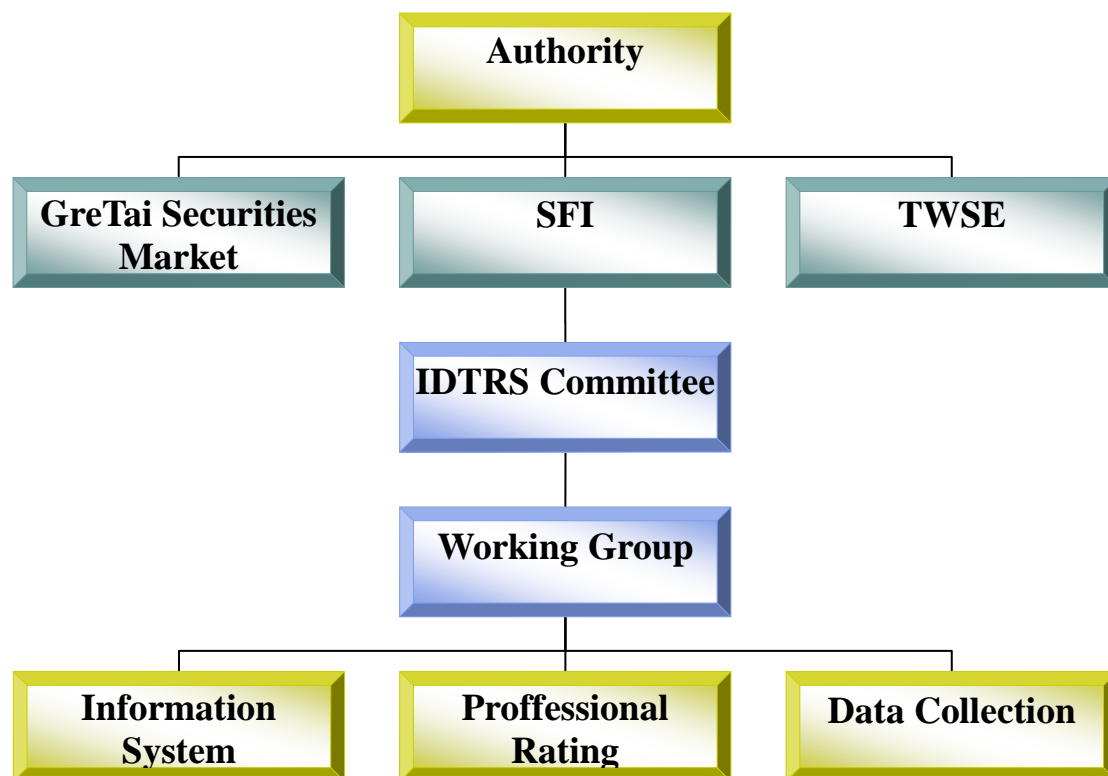 Authority
GreTai Securities
Market
SFI
TWSE
IDTRS Committee
Working Group
Information
System
Proffessional
Rating
Data Collection